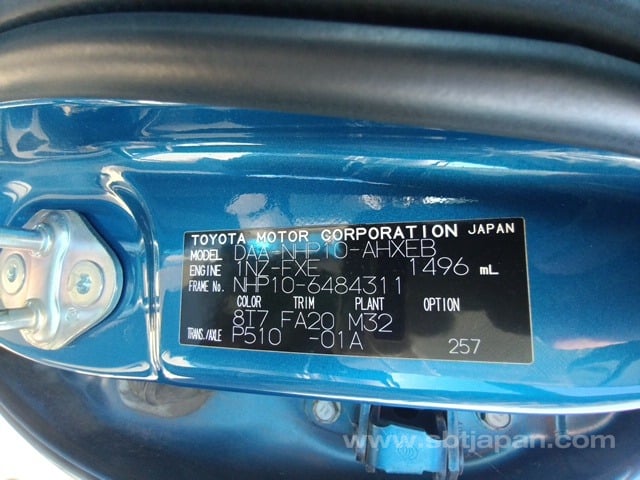 TOYOTA MOTOR CORPORATION JAPAN
MODEL DAA-NHP10-AHXEB
ENGINE 1NZ-FXE 1496 mL
FRAME No. NHP10-6484311
COLOR TRIM PLANT OPTION
8T7 FA20 M32
TRANS./AXLE P510 -01A 257
www.sbtjapan.com